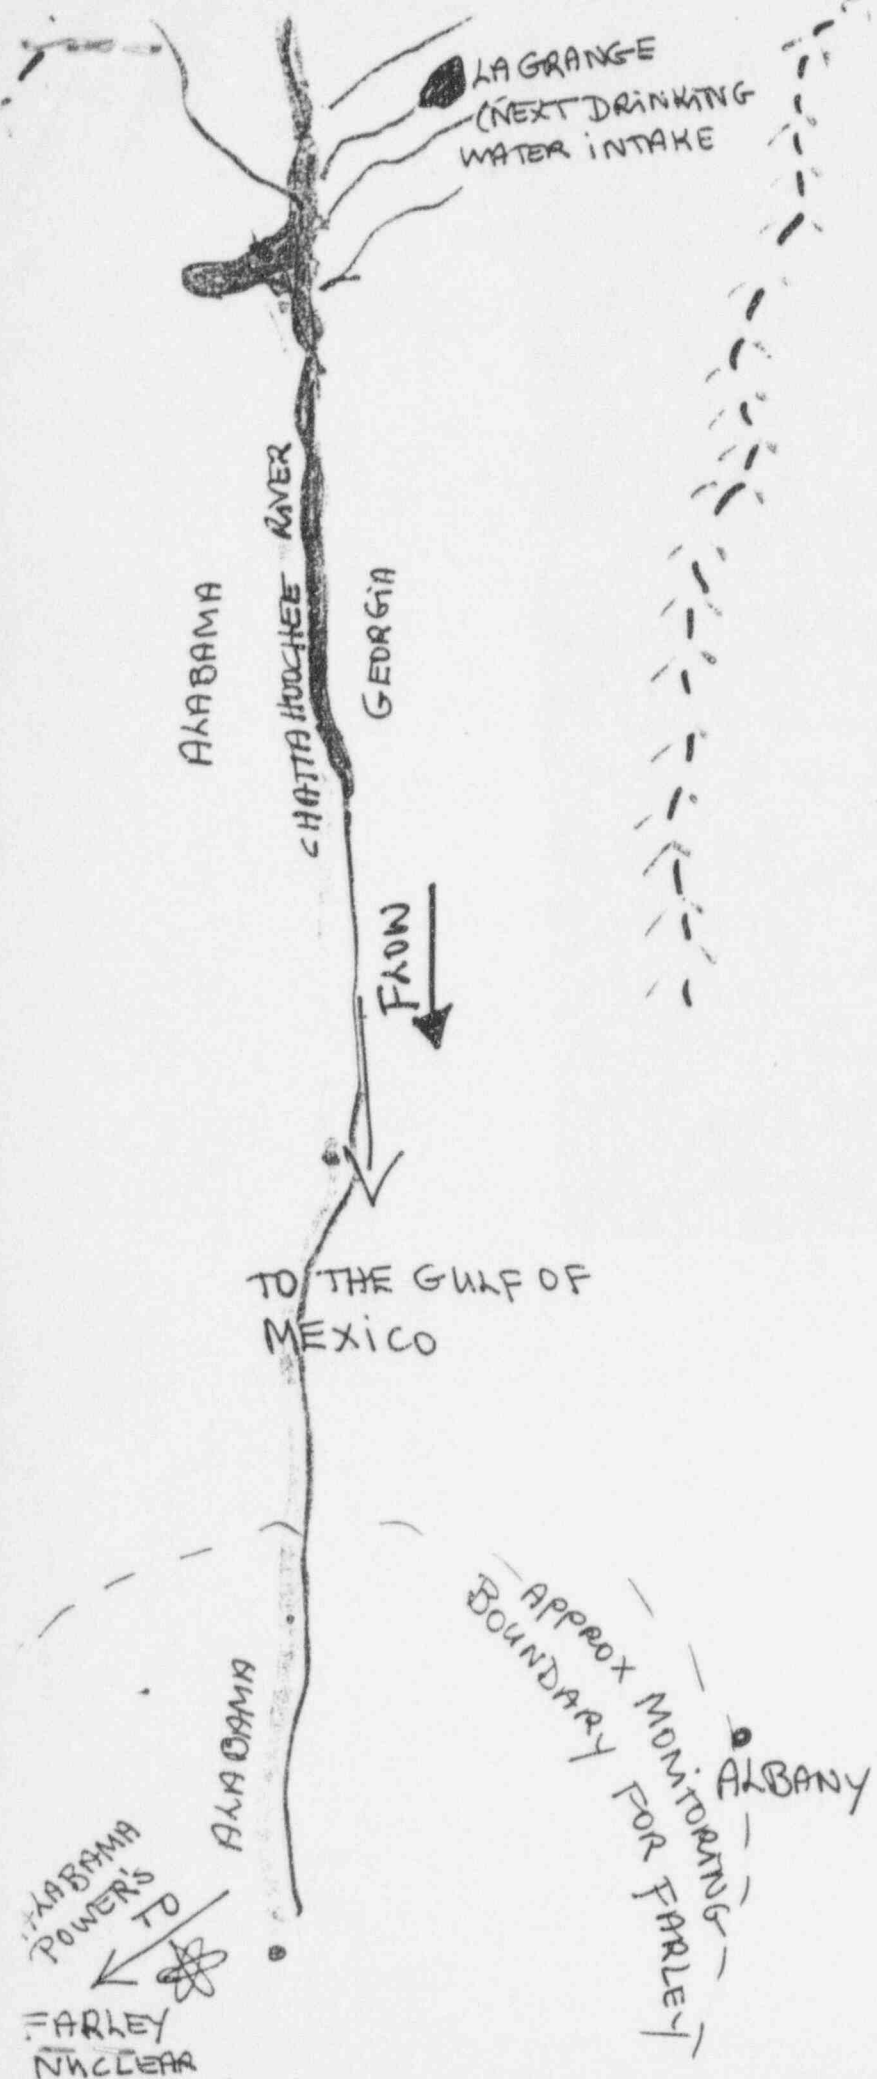 LAGRANGE
(NEXT DRINKING
WATER INTAKE
ALABAMA
CHATTAHOOCHEE RIVER
GEORGIA
FLOW
TO THE GULF OF
MEXICO
APPROX MONITORING
BOUNDARY FOR FARLEY
ALBANY
ALABAMA
ALABAMA
POWER'S
TO
FARLEY
NUCLEAR